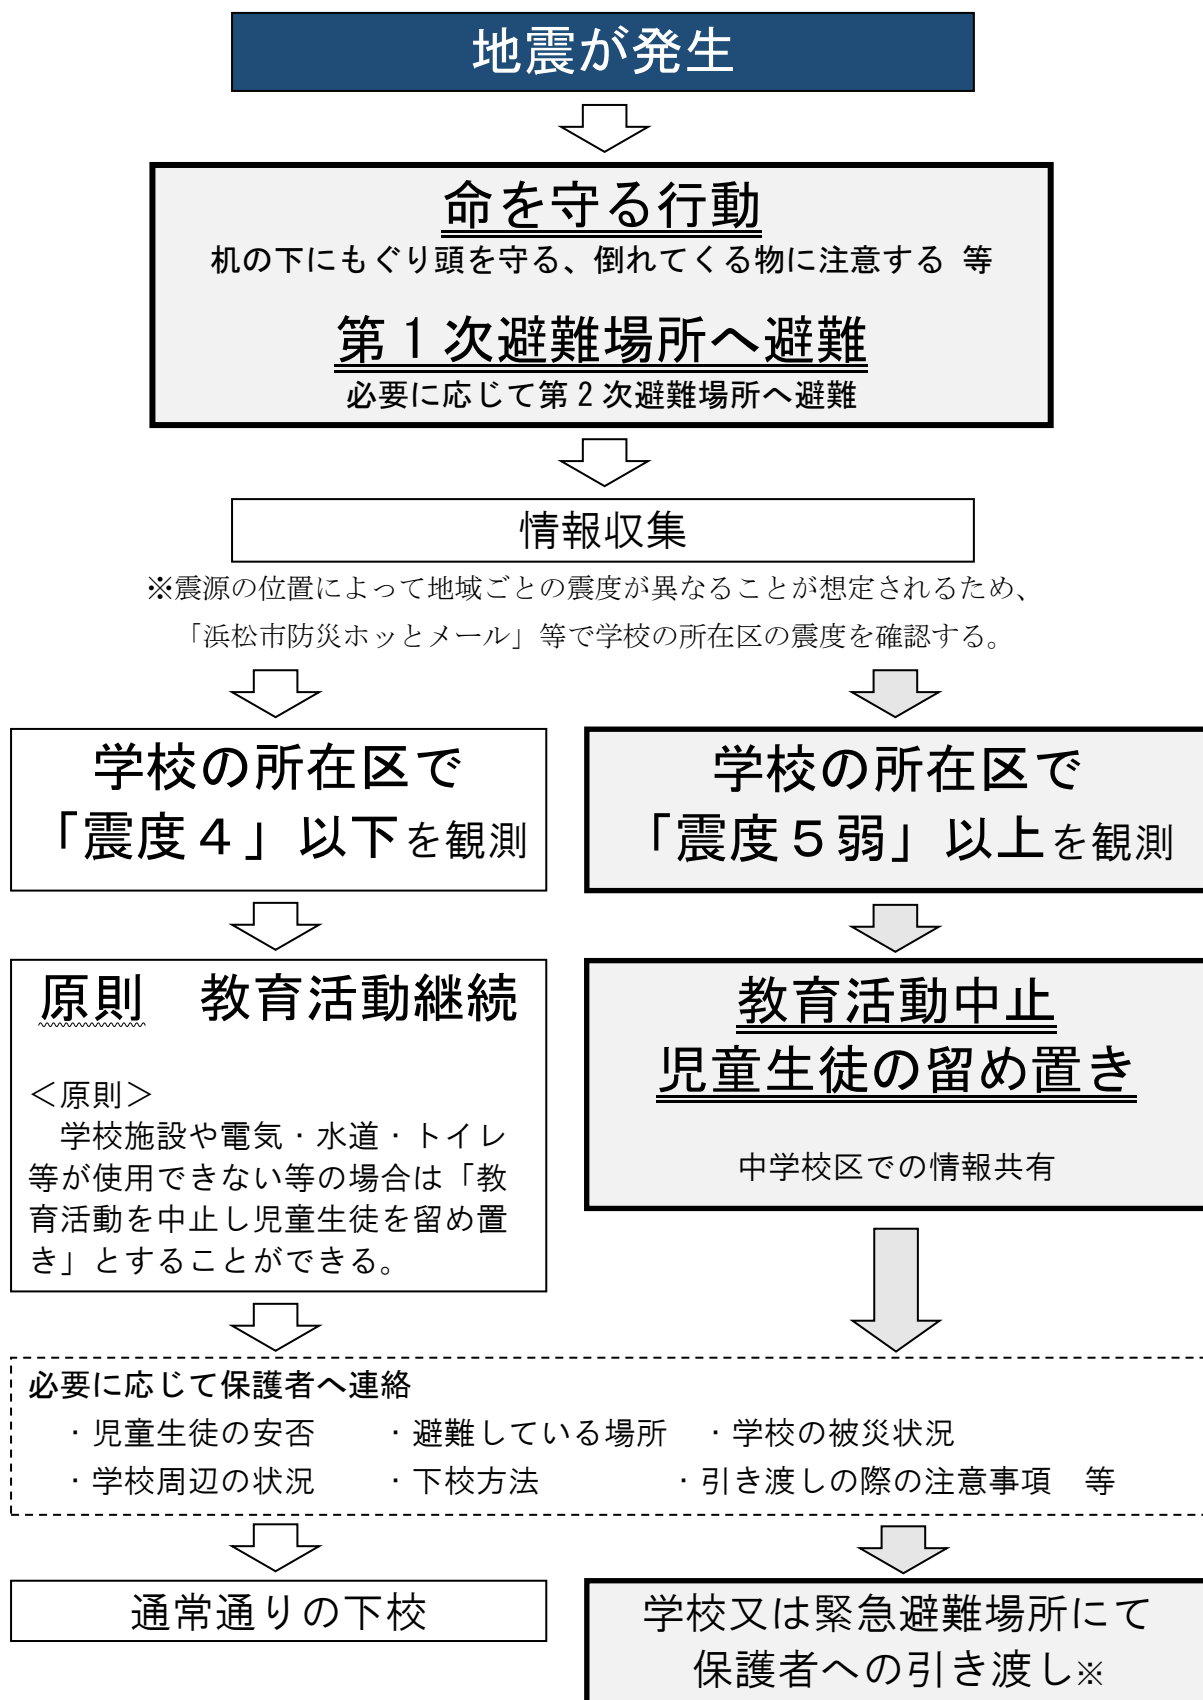 地震が発生
命を守る行動
机の下にもぐり頭を守る、倒れてくる物に注意する 等
第1次避難場所へ避難
必要に応じて第2次避難場所へ避難
情報収集
※震源の位置によって地域ごとの震度が異なることが想定されるため、
「浜松市防災ホッとメール」等で学校の所在区の震度を確認する。
学校の所在区で
「震度4」以下を観測
原則 教育活動継続
<原則>
学校施設や電気・水道・トイレ
等が使用できない等の場合は「教
育活動を中止し児童生徒を留め置
き」とすることができる。
学校の所在区で
「震度5弱」以上を観測
教育活動中止
児童生徒の留め置き
中学校区での情報共有
必要に応じて保護者へ連絡
・児童生徒の安否 ・避難している場所 ・学校の被災状況
・学校周辺の状況 ・下校方法 ・引き渡しの際の注意事項 等
通常通りの下校
学校又は緊急避難場所にて
保護者への引き渡し※